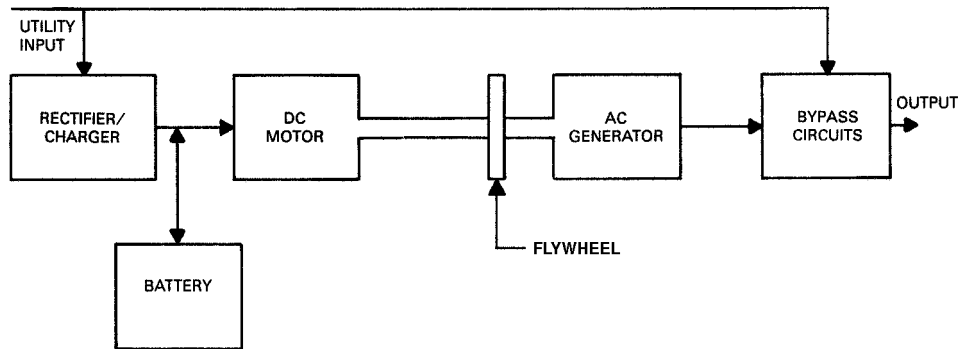 UTILITY
INPUT
RECTIFIER/
CHARGER
DC
MOTOR
AC
GENERATOR
BYPASS
CIRCUITS
OUTPUT
FLYWHEEL
BATTERY